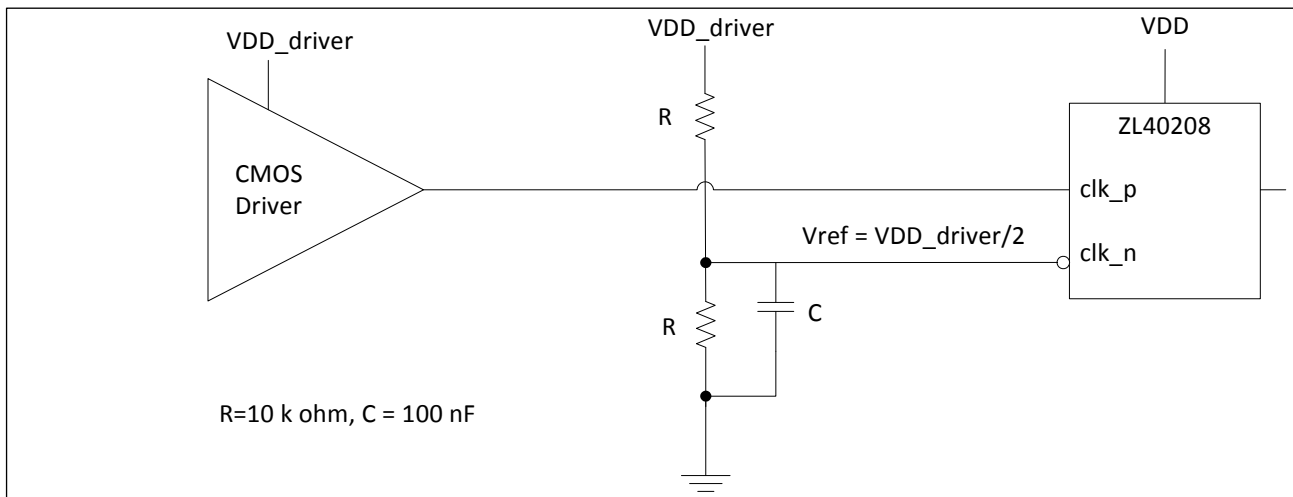 VDD_driver
VDD_driver
VDD
R
ZL40208
CMOS
Driver
clk_p
Vref = VDD_driver/2
clk_n
R
C
R=10 k ohm, C = 100 nF